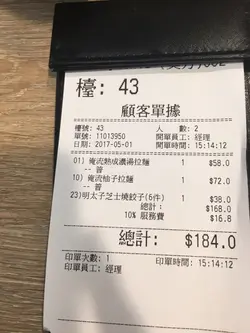 檯: 43
顧客單據
檯號: 43 人 數: 2
單號: 11013950 開單員工: 經理
日期: 2017-05-01 開單時間: 15:14:12
01) 俺流熟成濃湯拉麵 1 $58.0
-- 普
10) 俺流柚子拉麵 1 $72.0
-- 普
23)明太子芝士燒餃子(6件) 1 $38.0
總計: $168.0
10% 服務費 $16.8
總計: $184.0
印單次數: 1 印單時間: 15:14:12
印單員工: 經理